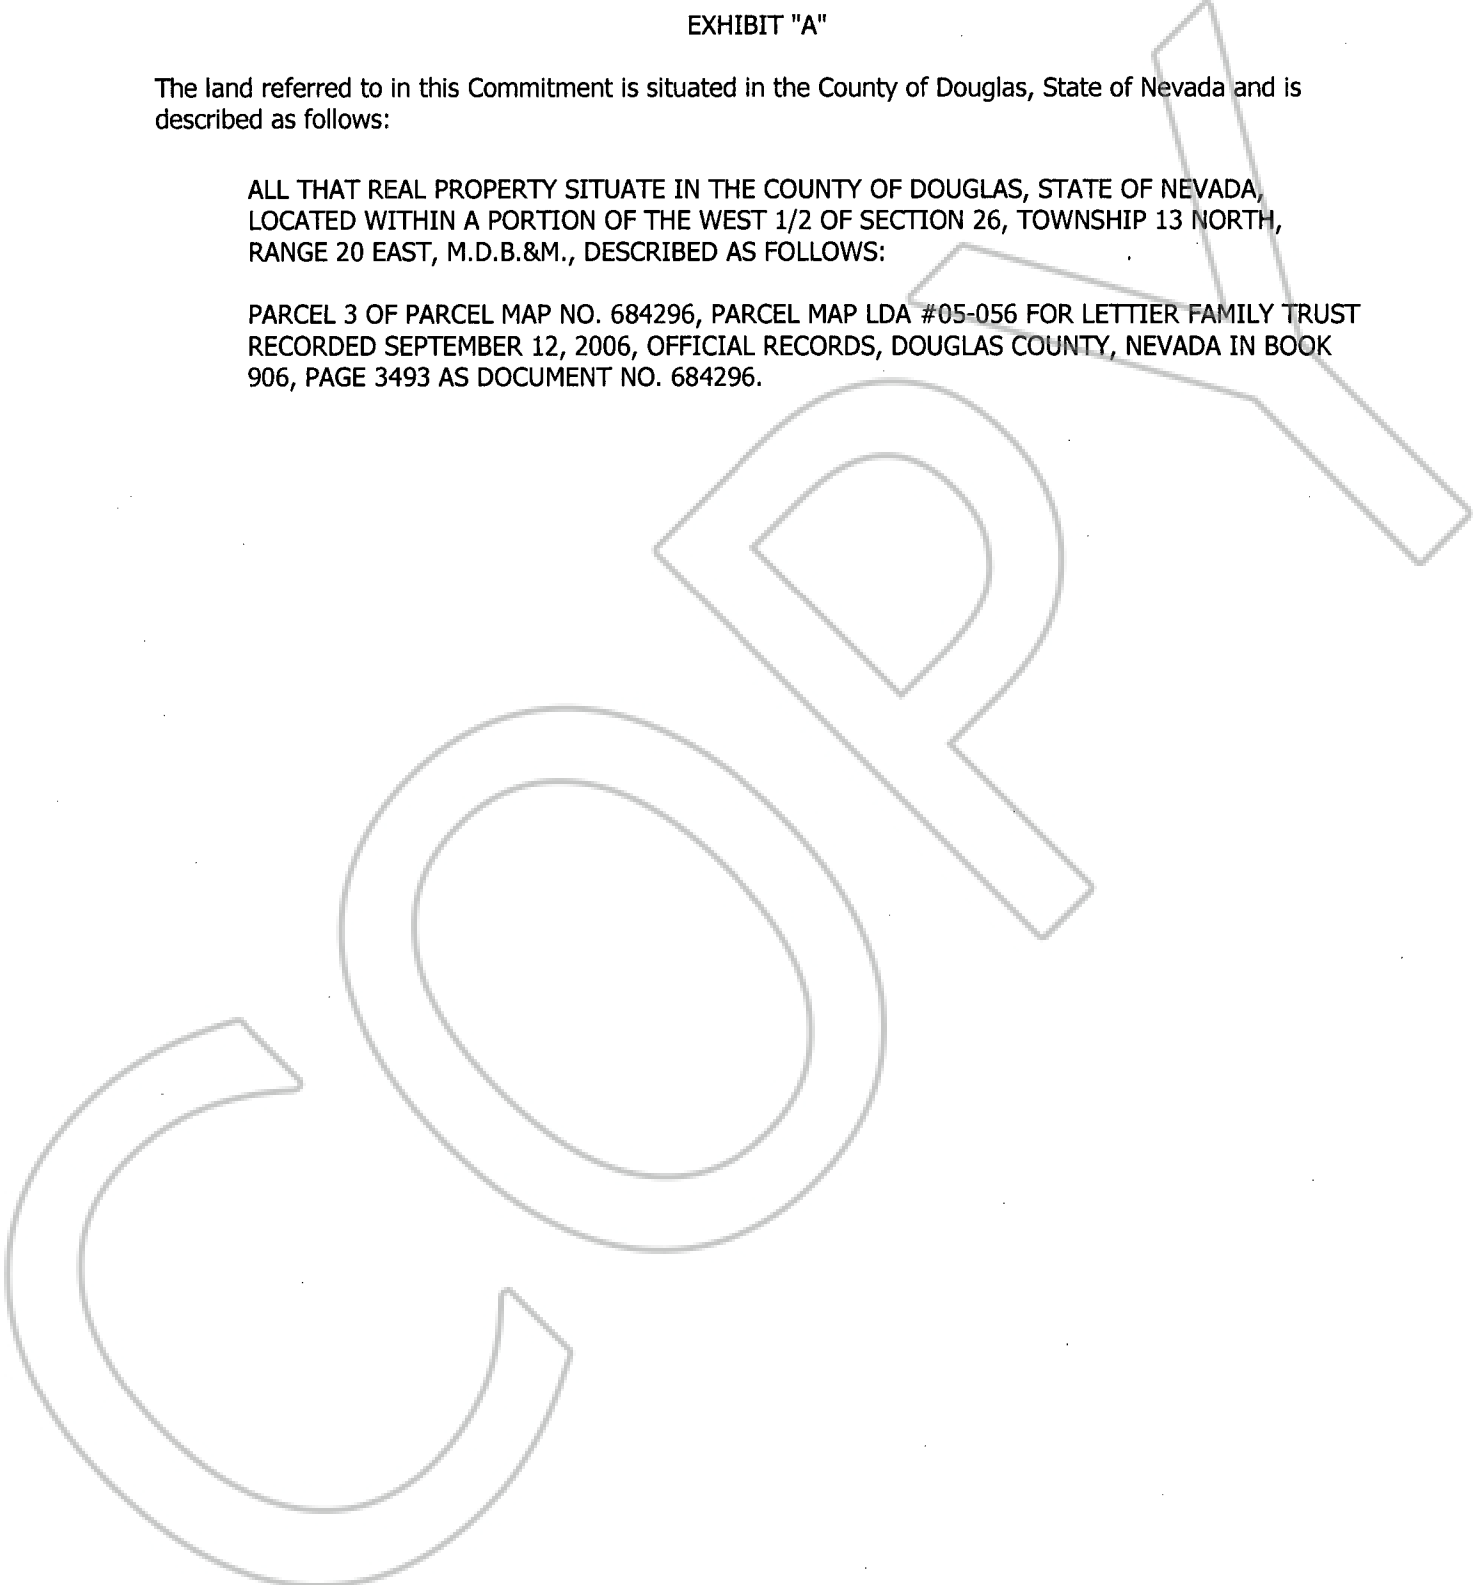 EXHIBIT "A"
The land referred to in this Commitment is situated in the County of Douglas, State of Nevada and is
described as follows:
ALL THAT REAL PROPERTY SITUATE IN THE COUNTY OF DOUGLAS, STATE OF NEVADA,
LOCATED WITHIN A PORTION OF THE WEST 1/2 OF SECTION 26, TOWNSHIP 13 NORTH,
RANGE 20 EAST, M.D.B.&M., DESCRIBED AS FOLLOWS:
PARCEL 3 OF PARCEL MAP NO. 684296, PARCEL MAP LDA #05-056 FOR LETTIER FAMILY TRUST
RECORDED SEPTEMBER 12, 2006, OFFICIAL RECORDS, DOUGLAS COUNTY, NEVADA IN BOOK
906, PAGE 3493 AS DOCUMENT NO. 684296.
COPY